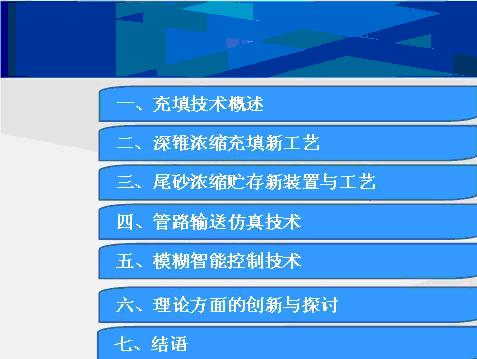 一、充填技术概述
二、深锥浓缩充填新工艺
三、尾砂浓缩贮存新装置与工艺
四、管路输送仿真技术
五、模糊智能控制技术
六、理论方面的创新与探讨
七、结语